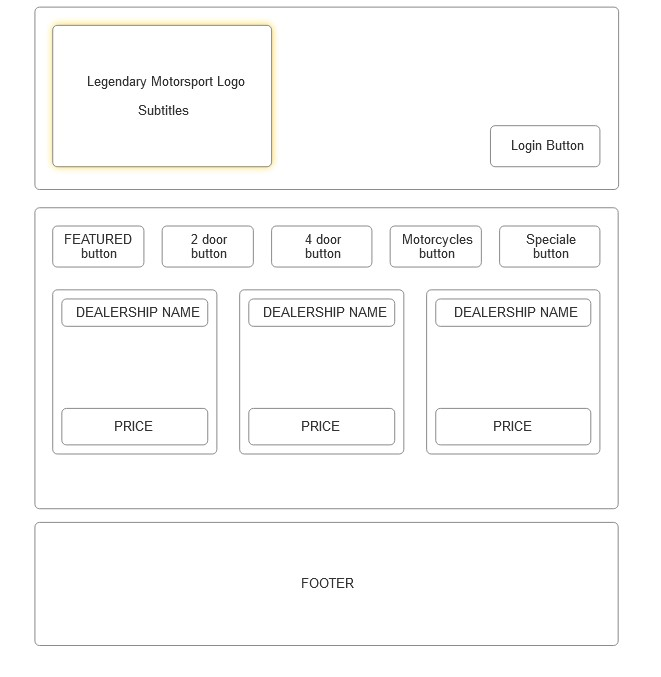 Legendary Motorsport Logo
Subtitles
Login Button
FEATURED
button
2 door
button
4 door
button
Motorcycles
button
Speciale
button
DEALERSHIP NAME
DEALERSHIP NAME
DEALERSHIP NAME
PRICE
PRICE
PRICE
FOOTER